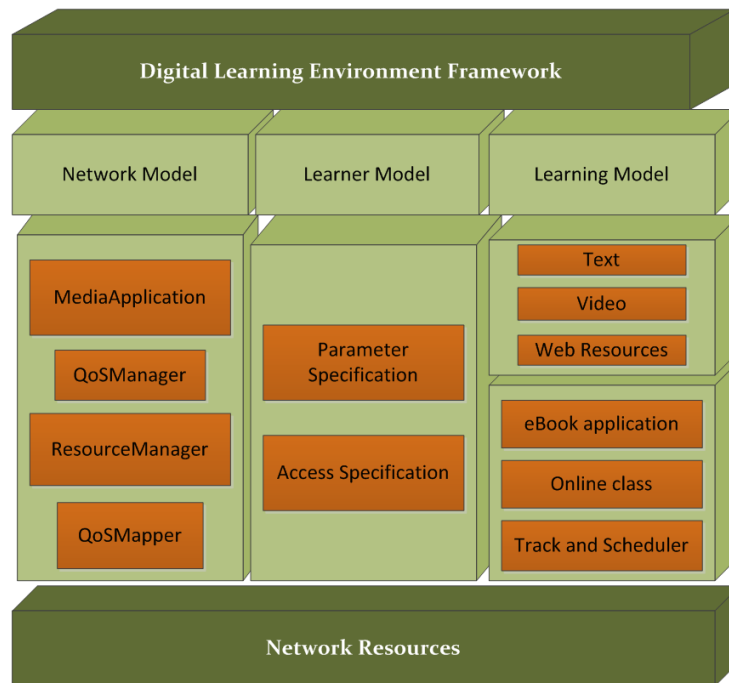 Digital Learning Environment Framework
Network Model
Learner Model
Learning Model
MediaApplication
QoSManager
ResourceManager
QoSMapper
Parameter
Specification
Access Specification
Text
Video
Web Resources
eBook application
Online class
Track and Scheduler
Network Resources